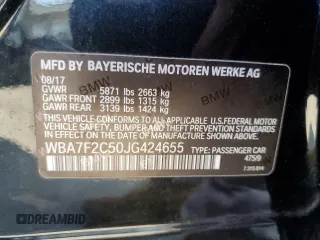 MFD BY BAYERISCHE MOTOREN WERKE AG
08/17
GVWR 5871 lbs 2663 kg
GAWR FRONT 2899 lbs 1315 kg
GAWR REAR 3139 lbs 1424 kg
THIS VEHICLE CONFORMS TO ALL APPLICABLE U.S. FEDERAL
MOTOR VEHICLE SAFETY, BUMPER, AND THEFT PREVENTION
STANDARDS IN EFFECT ON THE DATE OF
MANUFACTURE SHOWN ABOVE.
WBA7F2C50JG424655 TYPE: PASSENGER CAR
475/9
DREAMBID